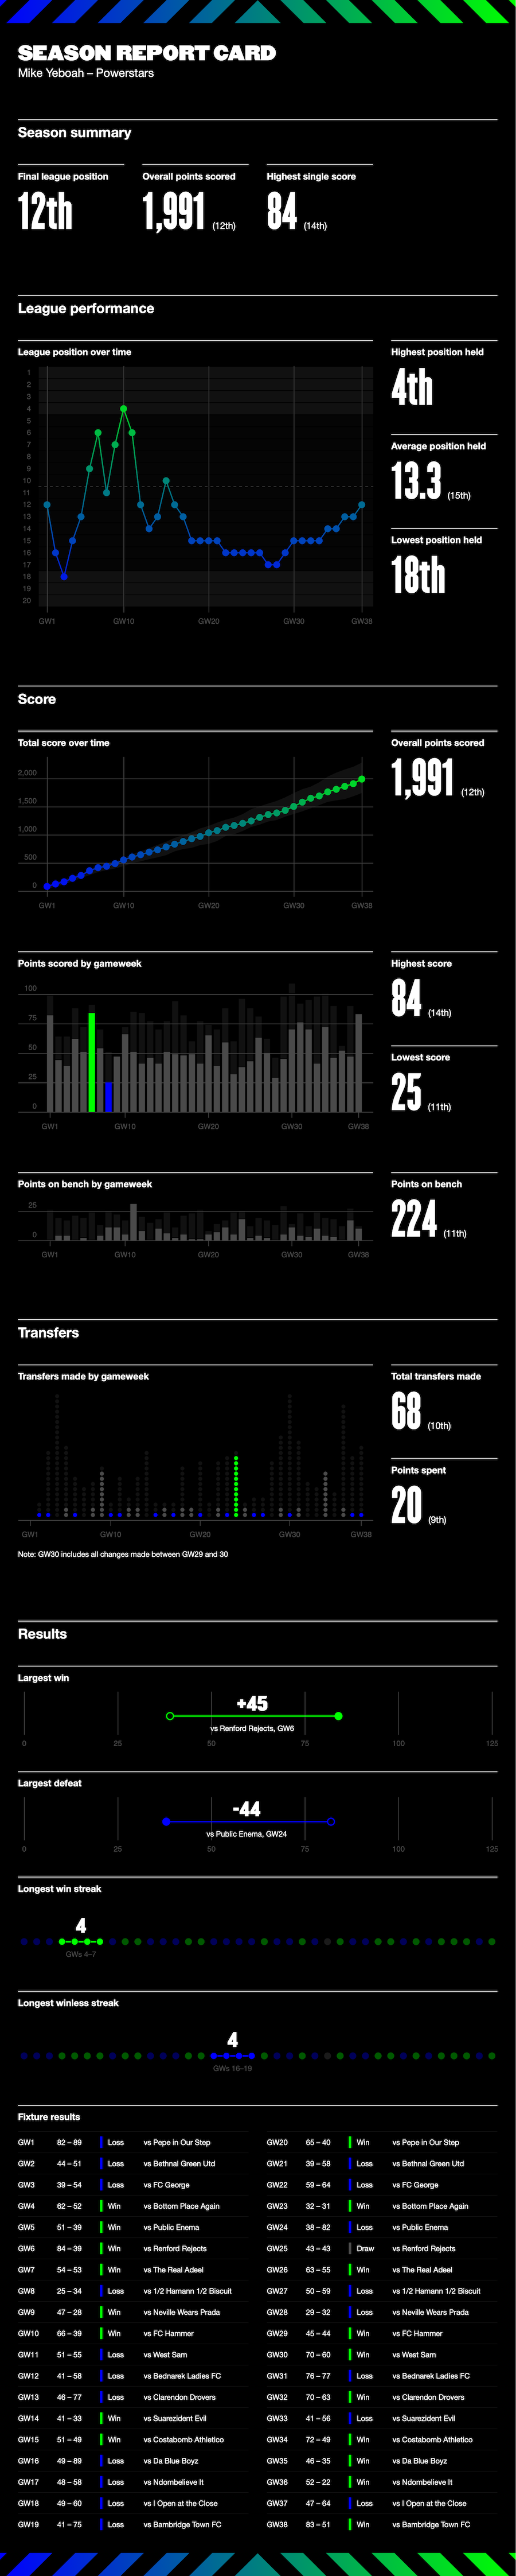 SEASON REPORT CARD
Mike Yeboah – Powerstars
Season summary
Final league position
12th
Overall points scored
1,991 (12th)
Highest single score
84 (14th)
League performance
League position over time
1
2
3
4
5
6
7
8
9
10
11
12
13
14
15
16
17
18
19
20
GW1 GW10 GW20 GW30 GW38
Highest position held
4th
Average position held
13.3 (15th)
Lowest position held
18th
Score
Total score over time
2,000
1,500
1,000
500
0
GW1 GW10 GW20 GW30 GW38
Overall points scored
1,991 (12th)
Points scored by gameweek
100
75
50
25
0
GW1 GW10 GW20 GW30 GW38
Highest score
84 (14th)
Lowest score
25 (11th)
Points on bench by gameweek
25
0
GW1 GW10 GW20 GW30 GW38
Points on bench
224 (11th)
Transfers
Transfers made by gameweek
GW1 GW10 GW20 GW30 GW38
Note: GW30 includes all changes made between GW29 and 30
Total transfers made
68 (10th)
Points spent
20 (9th)
Results
Largest win
+45
vs Renford Rejects, GW6
0 25 50 75 100 125
Largest defeat
-44
vs Public Enema, GW24
0 25 50 75 100 125
Longest win streak
4
GWs 4–7
Longest winless streak
4
GWs 16–19
Fixture results
GW1 82 – 89 Loss vs Pepe in Our Step
GW2 44 – 51 Loss vs Bethnal Green Utd
GW3 39 – 54 Loss vs FC George
GW4 62 – 52 Win vs Bottom Place Again
GW5 51 – 39 Win vs Public Enema
GW6 84 – 39 Win vs Renford Rejects
GW7 54 – 53 Win vs The Real Adeel
GW8 25 – 34 Loss vs 1/2 Hamann 1/2 Biscuit
GW9 47 – 28 Win vs Neville Wears Prada
GW10 66 – 39 Win vs FC Hammer
GW11 51 – 55 Loss vs West Sam
GW12 41 – 58 Loss vs Bednarek Ladies FC
GW13 46 – 77 Loss vs Clarendon Drovers
GW14 41 – 33 Win vs Suarezident Evil
GW15 51 – 49 Win vs Costabomb Athletico
GW16 49 – 89 Loss vs Da Blue Boyz
GW17 48 – 58 Loss vs Ndombelieve It
GW18 49 – 60 Loss vs I Open at the Close
GW19 41 – 75 Loss vs Bambridge Town FC
GW20 65 – 40 Win vs Pepe in Our Step
GW21 39 – 58 Loss vs Bethnal Green Utd
GW22 59 – 64 Loss vs FC George
GW23 32 – 31 Win vs Bottom Place Again
GW24 38 – 82 Loss vs Public Enema
GW25 43 – 43 Draw vs Renford Rejects
GW26 63 – 55 Win vs The Real Adeel
GW27 50 – 59 Loss vs 1/2 Hamann 1/2 Biscuit
GW28 29 – 32 Loss vs Neville Wears Prada
GW29 45 – 44 Win vs FC Hammer
GW30 70 – 60 Win vs West Sam
GW31 76 – 77 Loss vs Bednarek Ladies FC
GW32 70 – 63 Win vs Clarendon Drovers
GW33 41 – 56 Loss vs Suarezident Evil
GW34 72 – 49 Win vs Costabomb Athletico
GW35 46 – 35 Win vs Da Blue Boyz
GW36 52 – 22 Win vs Ndombelieve It
GW37 47 – 64 Loss vs I Open at the Close
GW38 83 – 51 Win vs Bambridge Town FC